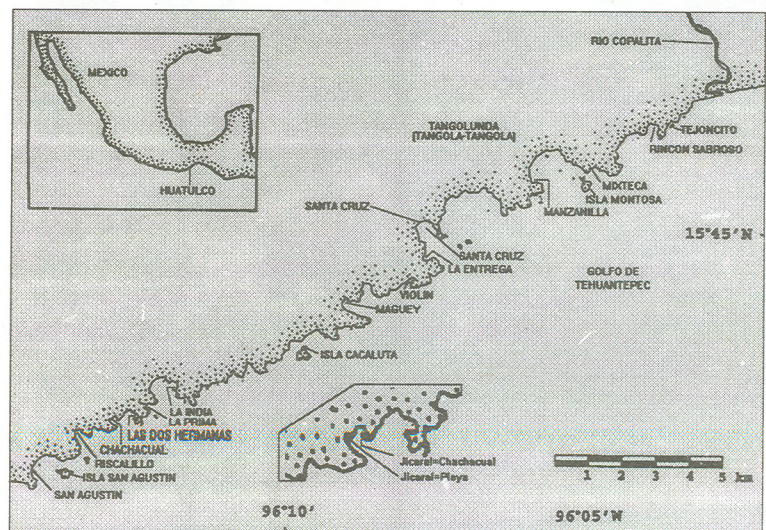 MEXICO
HUATULCO
RIO COPALITA
TANGOLUNDA
(TANGOLA-TANGOLA)
TEJONCITO
RINCON SABROSO
MIXTECA
ISLA MONTOSA
MANZANILLA
SANTA CRUZ
15°45'N
SANTA CRUZ
LA ENTREGA
GOLFO DE
TEHUANTEPEC
VIOLIN
MAGUEY
ISLA CACALUTA
LA INDIA
LA PRIMA
LAS DOS HERMANAS
CHACHACUAL
RISCALILLO
ISLA SAN AGUSTIN
SAN AGUSTIN
Jicaral=Chachacual
Jicaral=Playa
1 2 3 4 5 km
96°10'
96°05'W